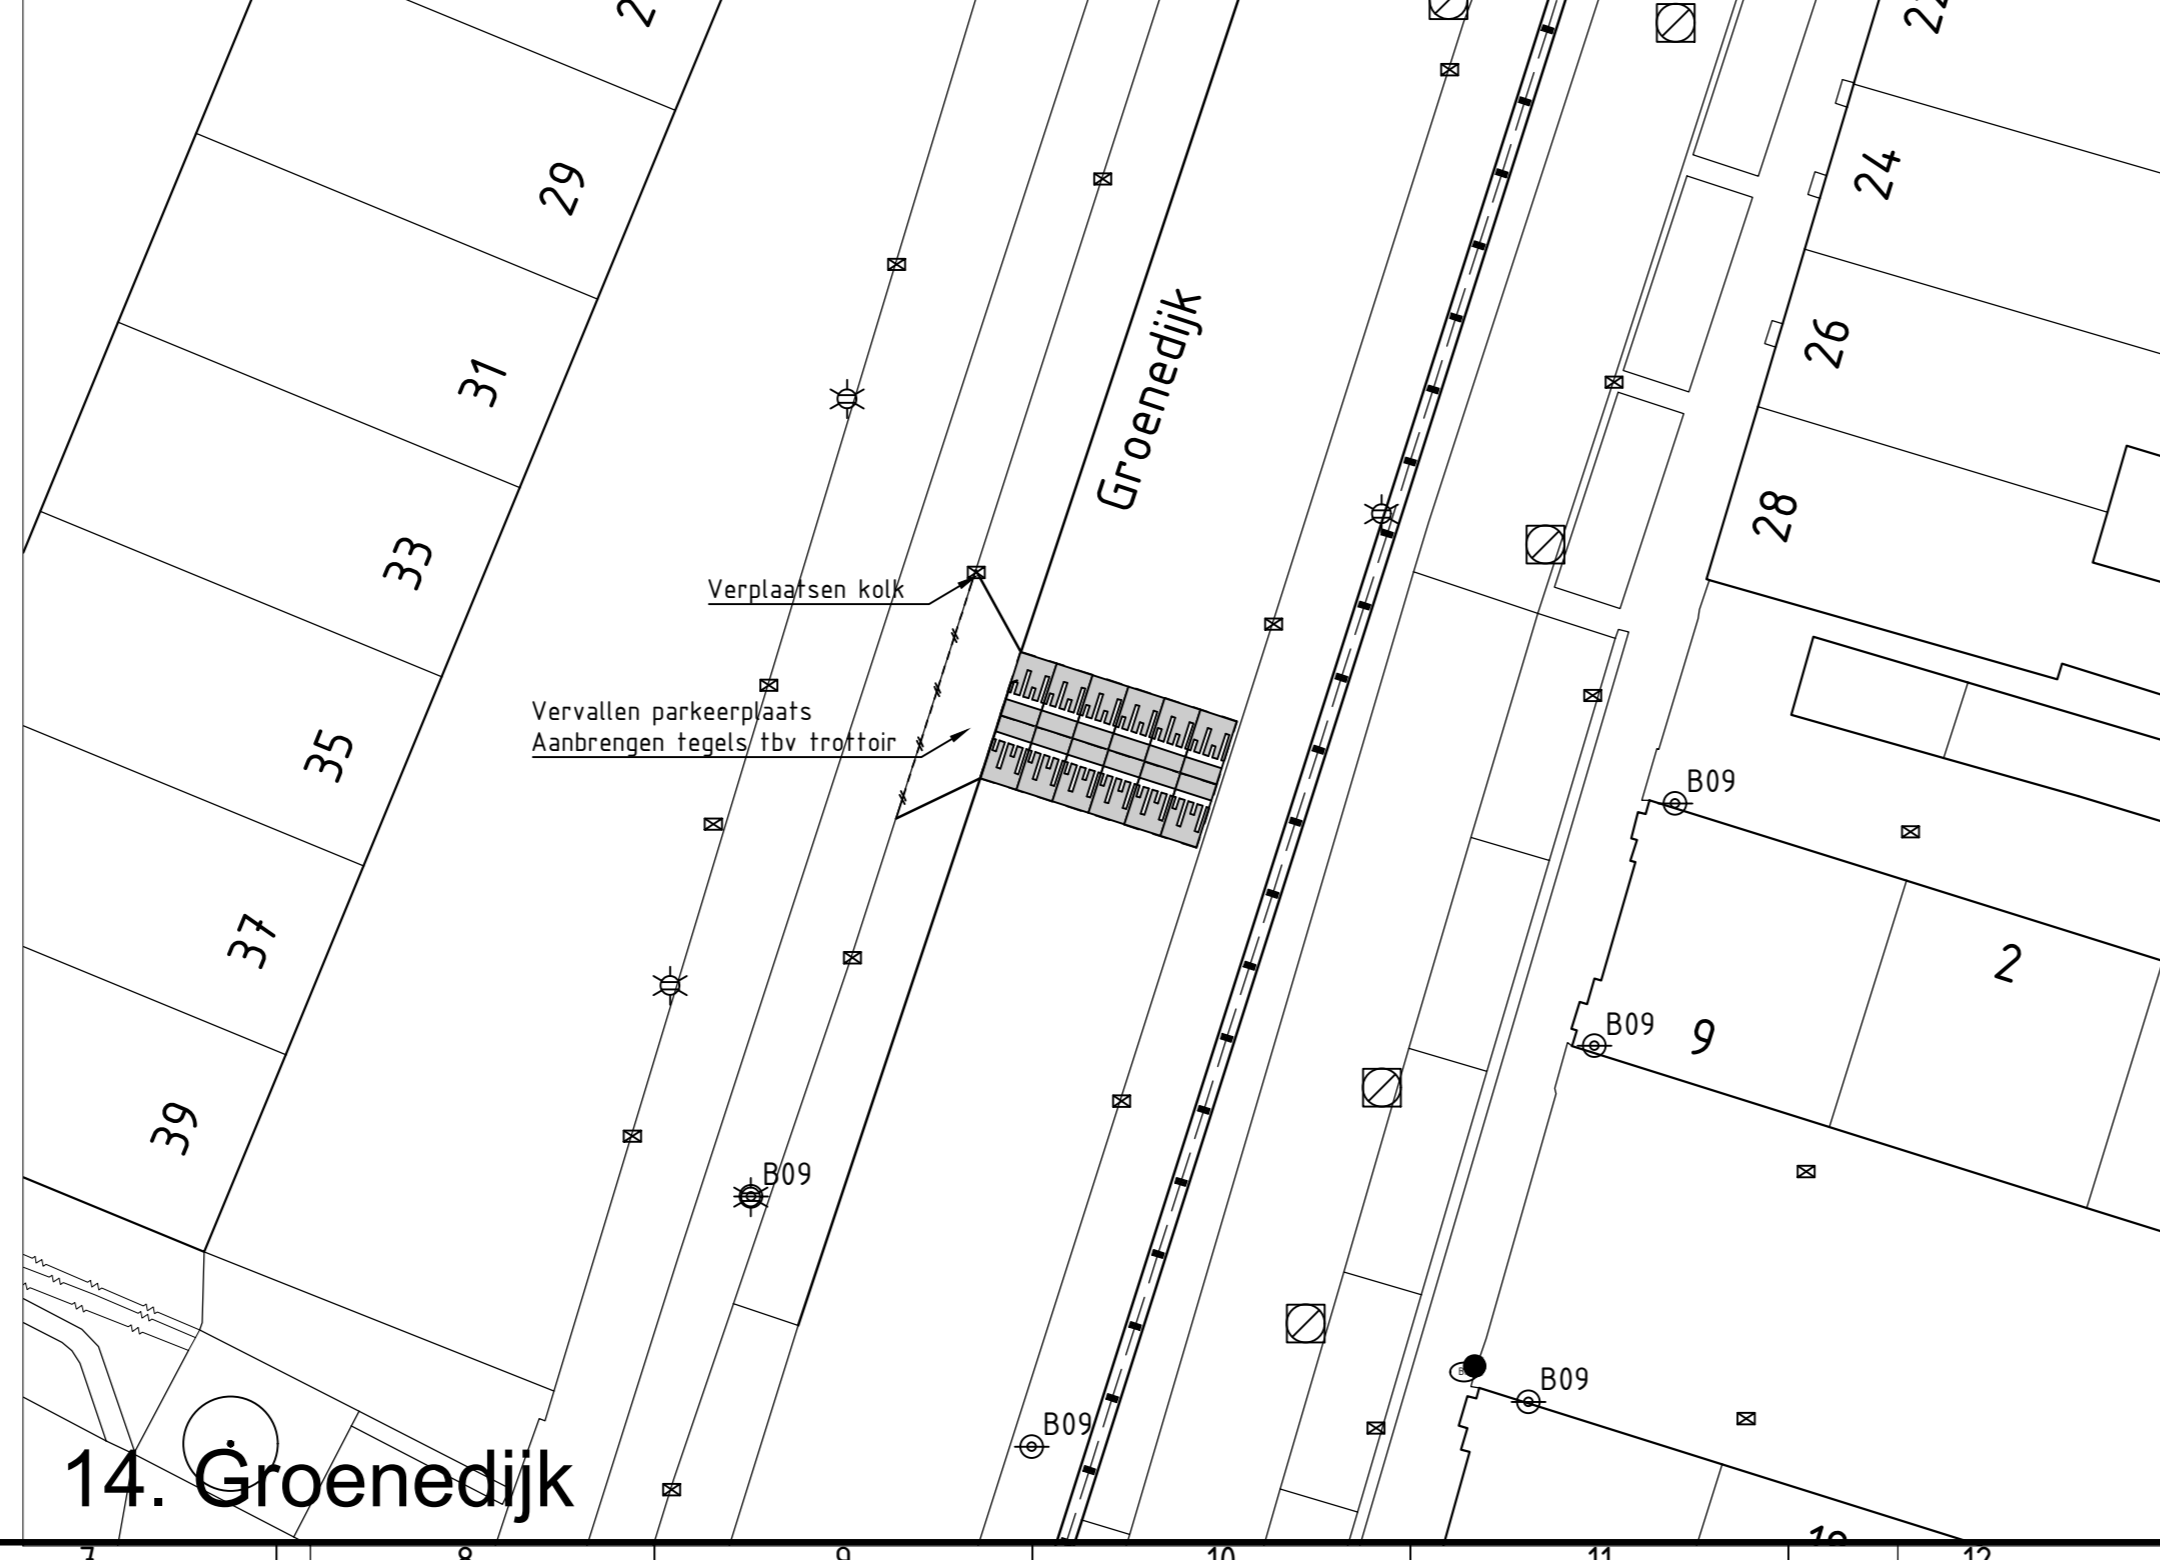 22
24
26
28
29
31
33
35
37
39
Groenedijk
Verplaatsen kolk
Vervallen parkeerplaats
Aanbrengen tegels tbv trottoir
B09
2
B09
9
B09
B09
B09
14. Groenedijk
7
8
9
10
11
12